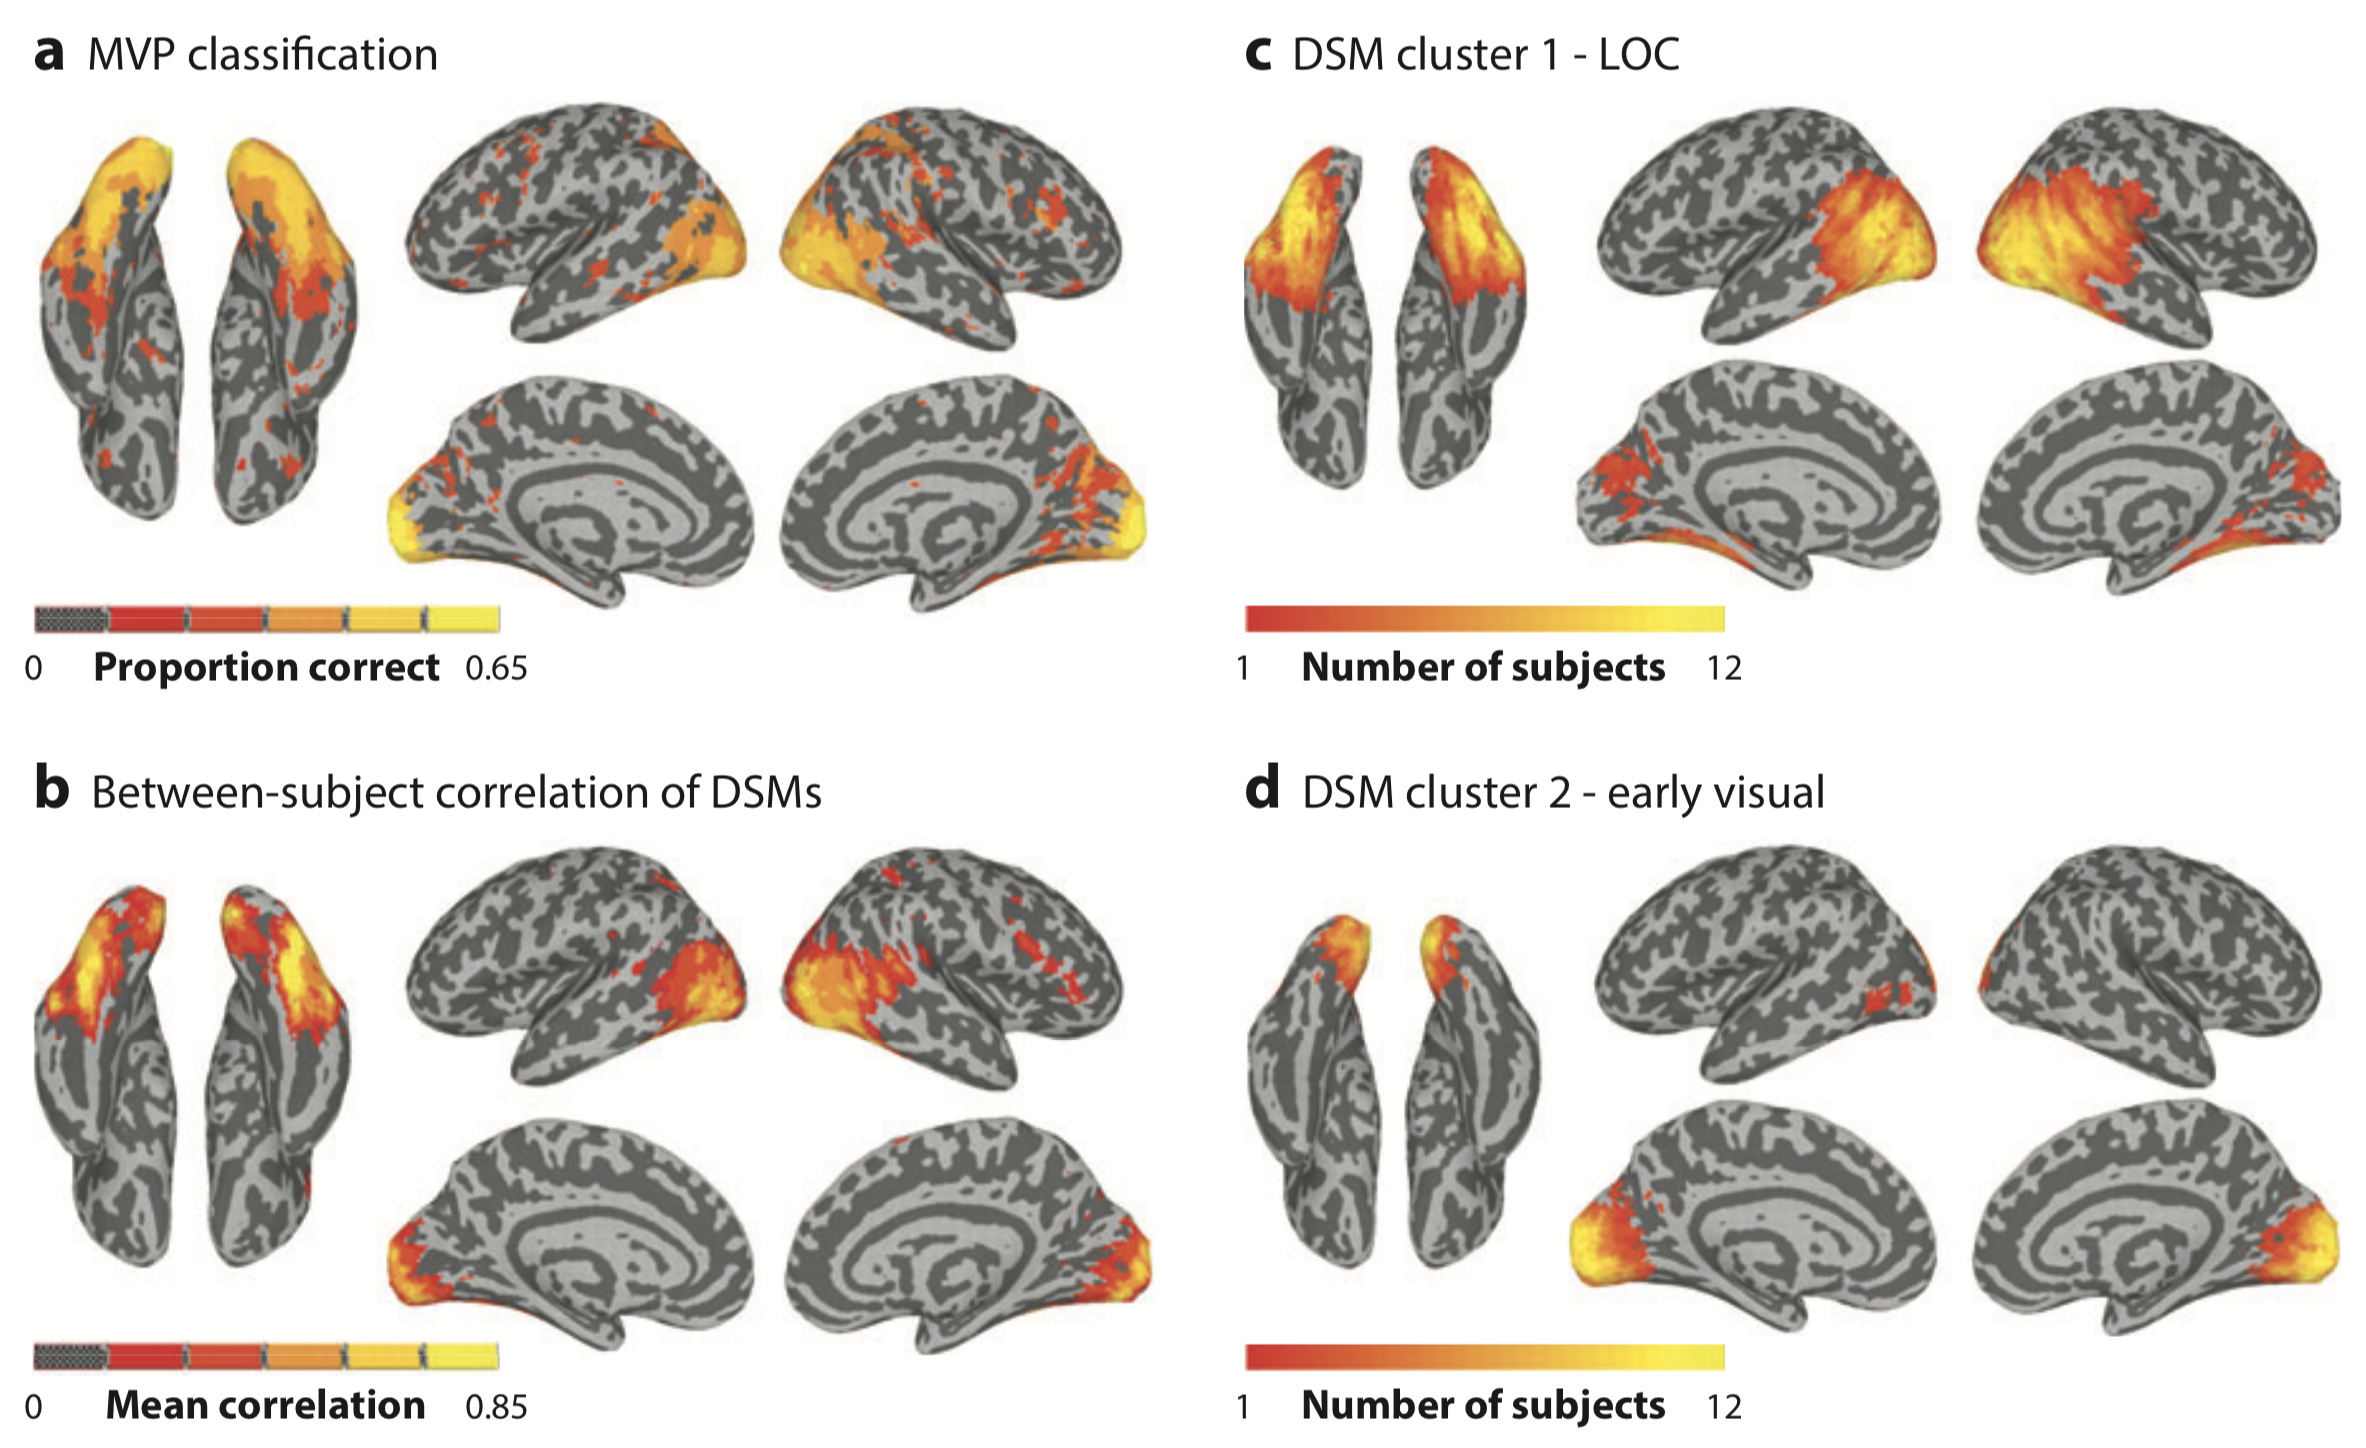 a MVP classification
0 Proportion correct 0.65
b Between-subject correlation of DSMs
0 Mean correlation 0.85
c DSM cluster 1 - LOC
1 Number of subjects 12
d DSM cluster 2 - early visual
1 Number of subjects 12